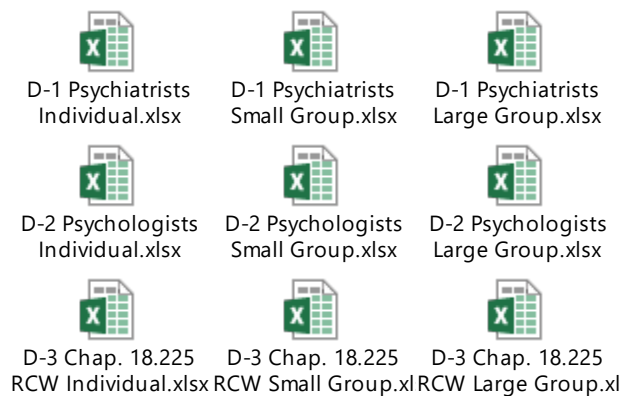 D-1 Psychiatrists Individual.xlsx
D-1 Psychiatrists Small Group.xlsx
D-1 Psychiatrists Large Group.xlsx
D-2 Psychologists Individual.xlsx
D-2 Psychologists Small Group.xlsx
D-2 Psychologists Large Group.xlsx
D-3 Chap. 18.225 RCW Individual.xlsx
D-3 Chap. 18.225 RCW Small Group.xl
D-3 Chap. 18.225 RCW Large Group.xl